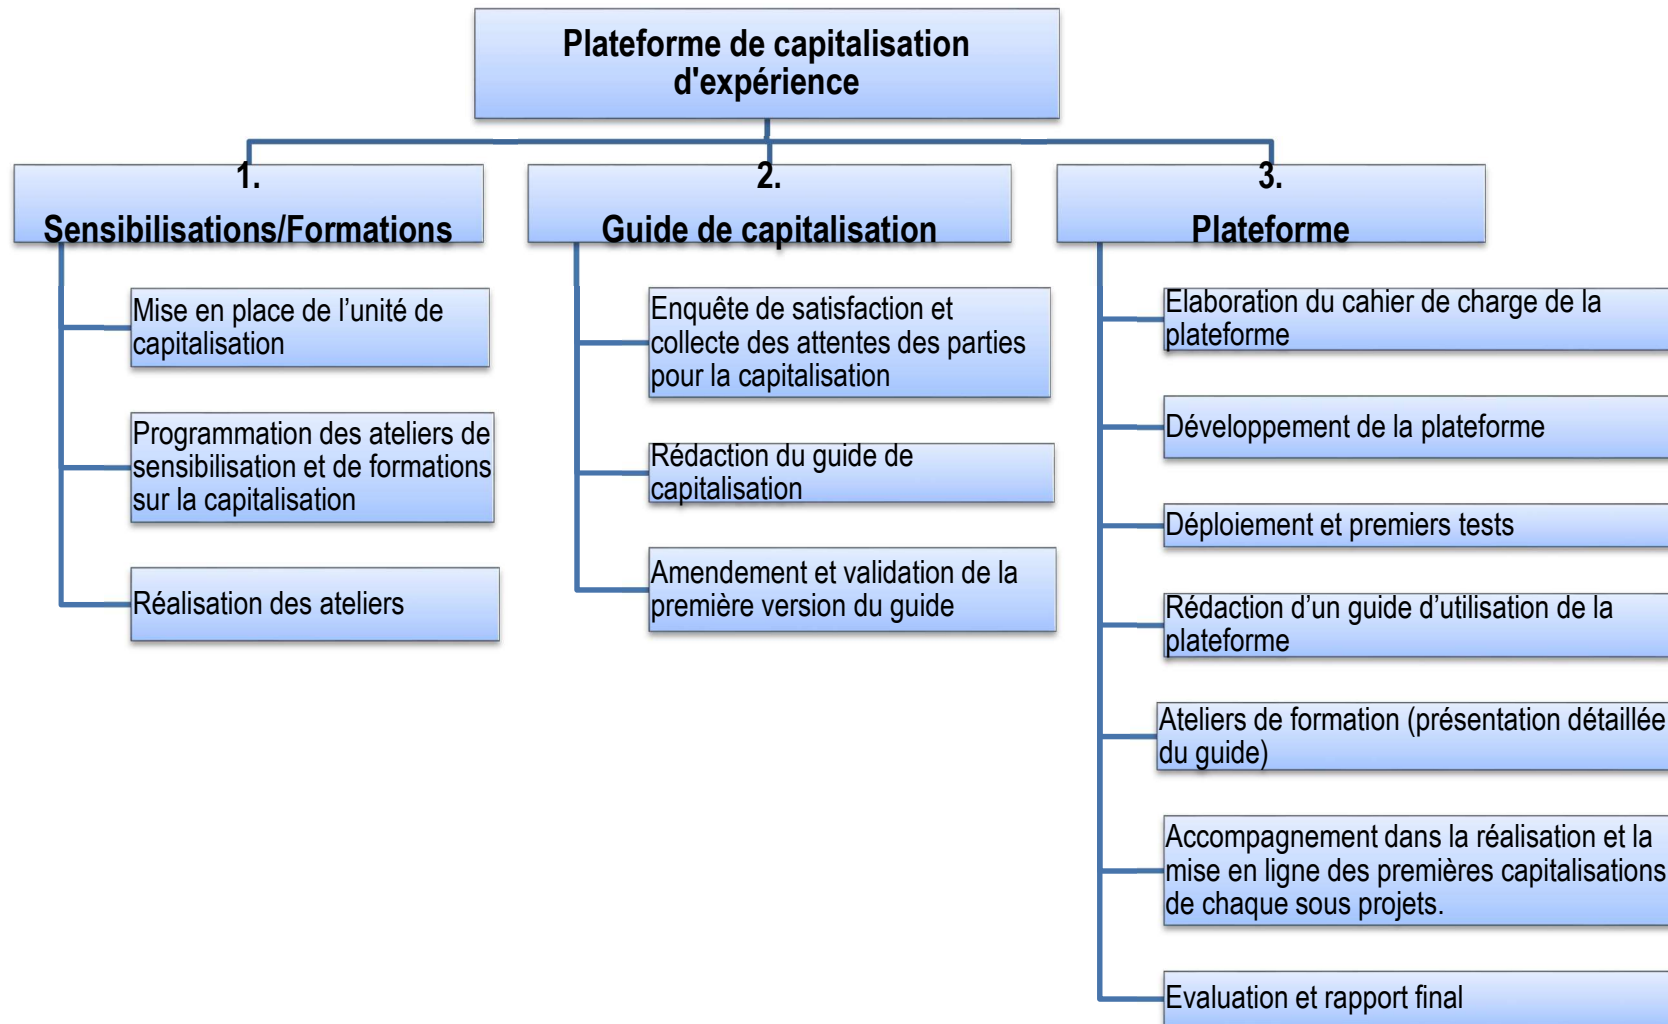 Plateforme de capitalisation
d'expérience
1.
Sensibilisations/Formations
Mise en place de l’unité de
capitalisation
Programmation des ateliers de
sensibilisation et de formations
sur la capitalisation
Réalisation des ateliers
2.
Guide de capitalisation
Enquête de satisfaction et
collecte des attentes des parties
pour la capitalisation
Rédaction du guide de
capitalisation
Amendement et validation de la
première version du guide
3.
Plateforme
Elaboration du cahier de charge de la
plateforme
Développement de la plateforme
Déploiement et premiers tests
Rédaction d’un guide d’utilisation de la
plateforme
Ateliers de formation (présentation détaillée
du guide)
Accompagnement dans la réalisation et la
mise en ligne des premières capitalisations
de chaque sous projets.
Evaluation et rapport final